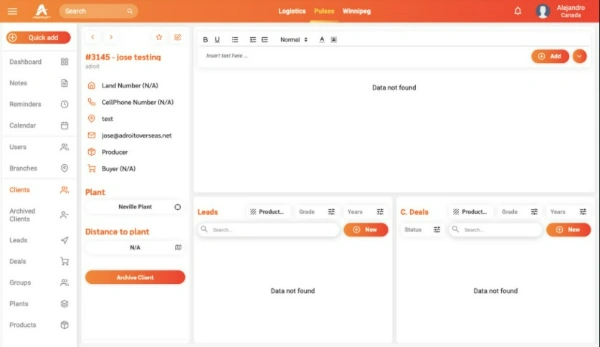 Search
Logistics
Pulses
Winnipeg
Alejandro
Canada
Quick add
Dashboard
Notes
Reminders
Calendar
Users
Branches
Clients
Archived
Clients
Leads
Deals
Groups
Plants
Products
#3145 - jose testing
adroit
Land Number (N/A)
CellPhone Number (N/A)
test
jose@adroitoverseas.net
Producer
Buyer (N/A)
Plant
Neville Plant
Distance to plant
N/A
Archive Client
B U Normal A
Insert text here ...
Add
Data not found
Leads
Product...
Grade
Years
Search...
New
Data not found
C. Deals
Product...
Grade
Years
Status
Search...
New
Data not found